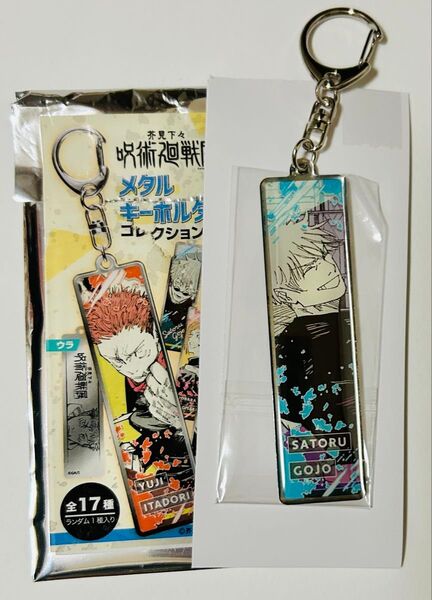 芥見下々
呪術廻戦
メタル
キーホルダ
コレクション
ウラ
呪術廻戦
YUJI
ITADORI
全17種
ランダム1種入り
SATORU
GOJO